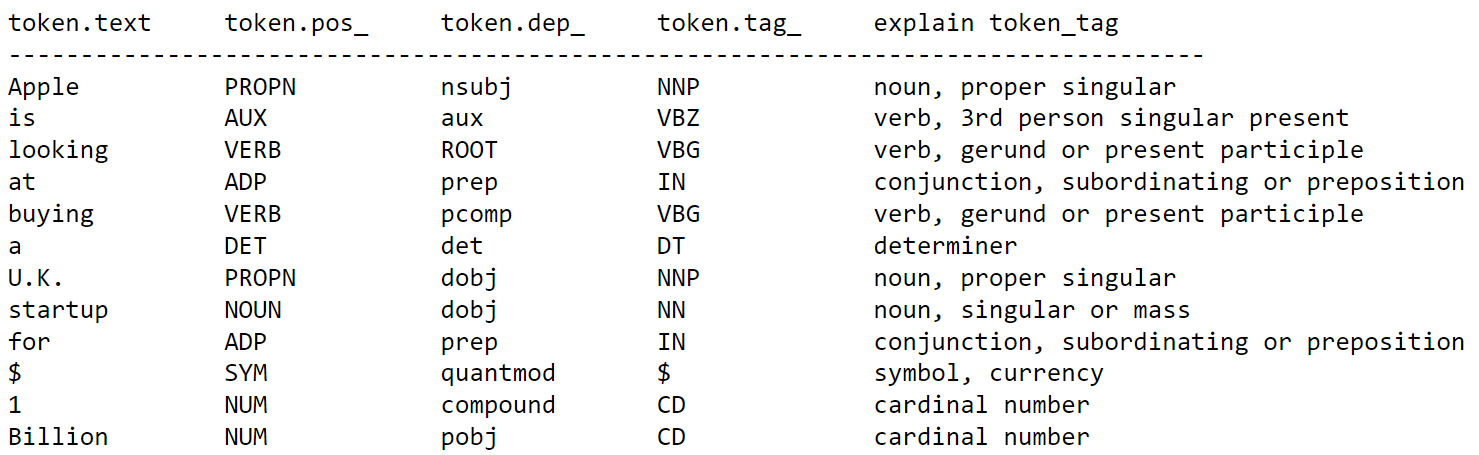 token.text     token.pos_     token.dep_     token.tag_     explain token_tag
-----------------------------------------------------------------------------------
Apple          PROPN          nsubj          NNP            noun, proper singular
is             AUX            aux            VBZ            verb, 3rd person singular present
looking        VERB           ROOT           VBG            verb, gerund or present participle
at             ADP            prep           IN             conjunction, subordinating or preposition
buying         VERB           pcomp          VBG            verb, gerund or present participle
a              DET            det            DT             determiner
U.K.           PROPN          dobj           NNP            noun, proper singular
startup        NOUN           dobj           NN             noun, singular or mass
for            ADP            prep           IN             conjunction, subordinating or preposition
$              SYM            quantmod       $              symbol, currency
1              NUM            compound       CD             cardinal number
Billion        NUM            pobj           CD             cardinal number